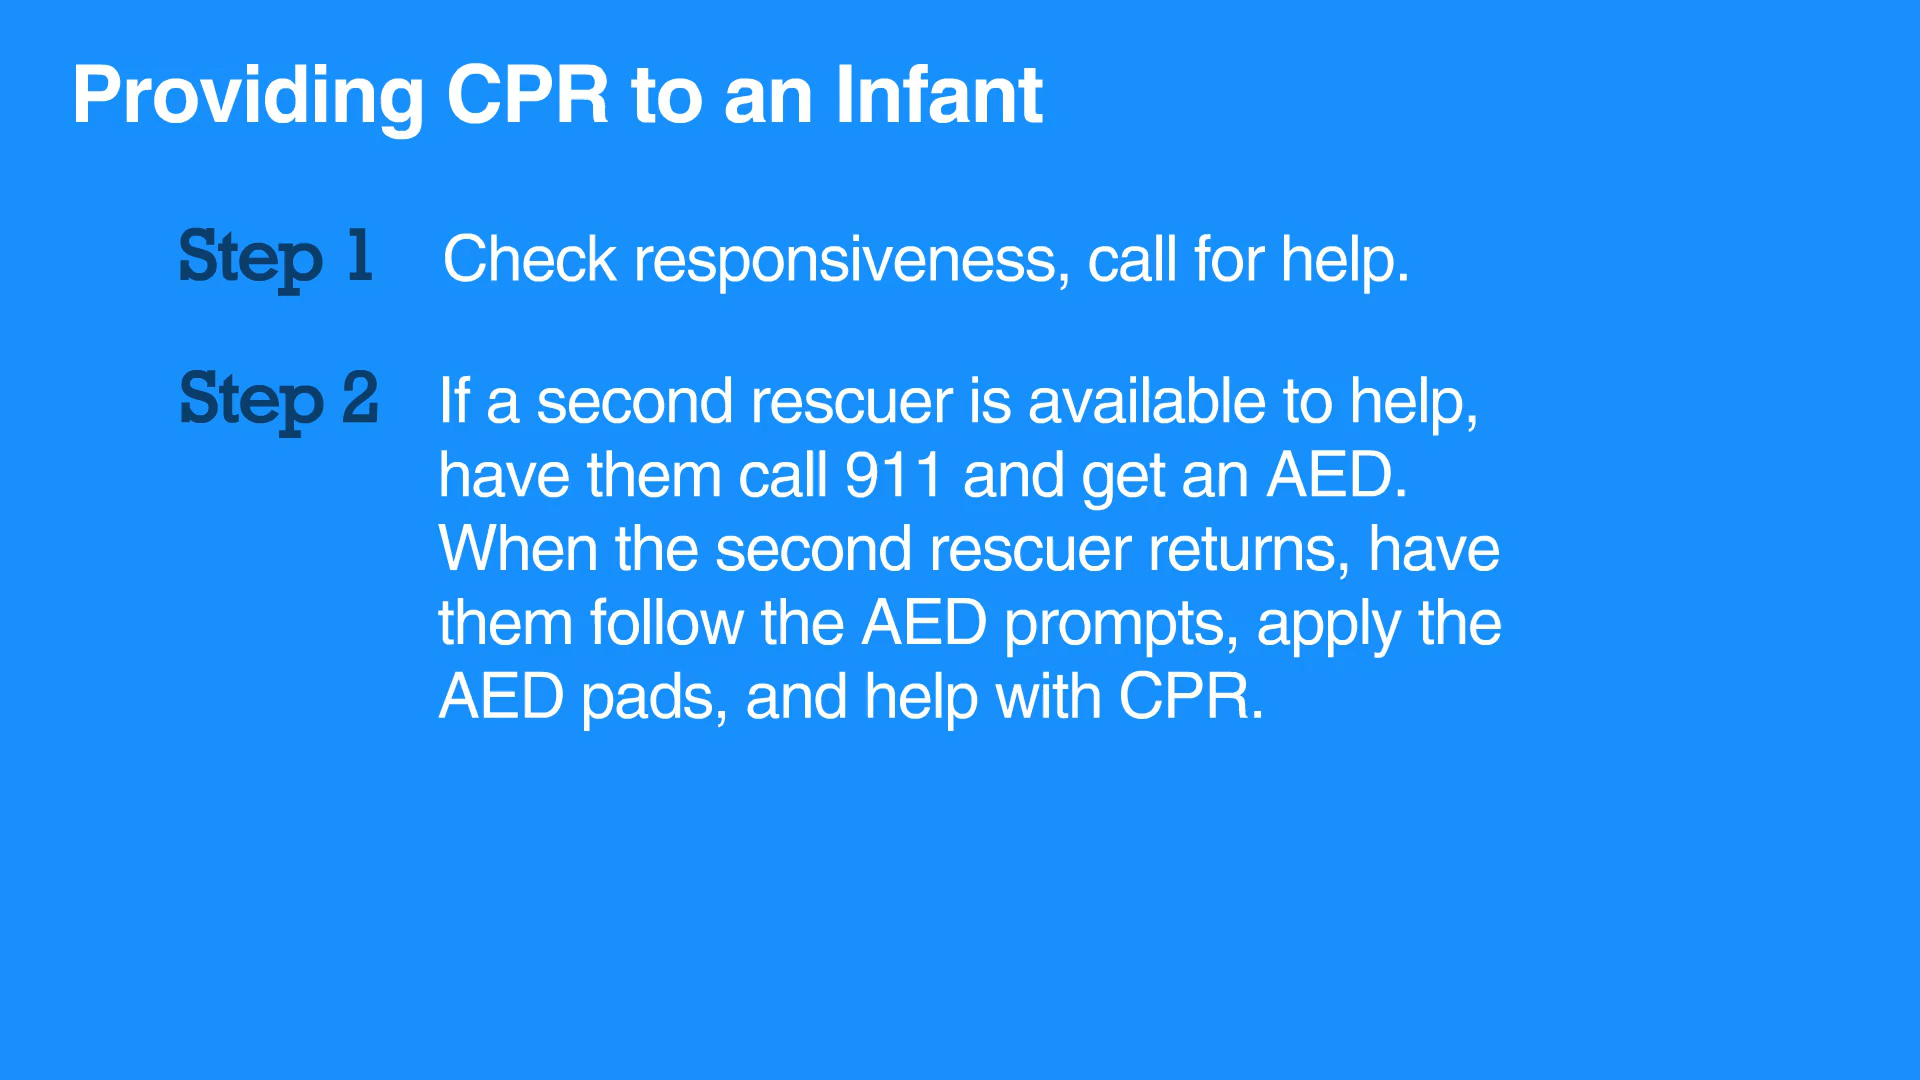 Providing CPR to an Infant
Step 1 Check responsiveness, call for help.
Step 2 If a second rescuer is available to help,
have them call 911 and get an AED.
When the second rescuer returns, have
them follow the AED prompts, apply the
AED pads, and help with CPR.